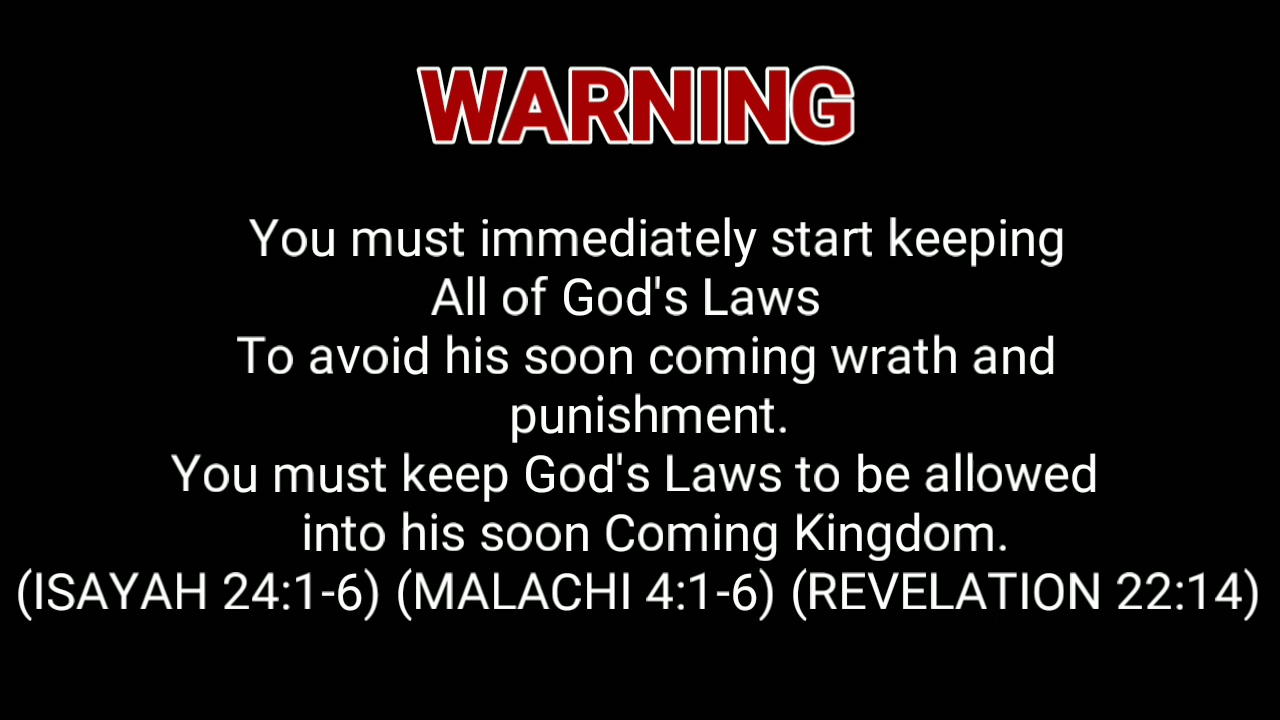 WARNING
You must immediately start keeping
All of God's Laws
To avoid his soon coming wrath and
punishment.
You must keep God's Laws to be allowed
into his soon Coming Kingdom.
(ISAYAH 24:1-6) (MALACHI 4:1-6) (REVELATION 22:14)